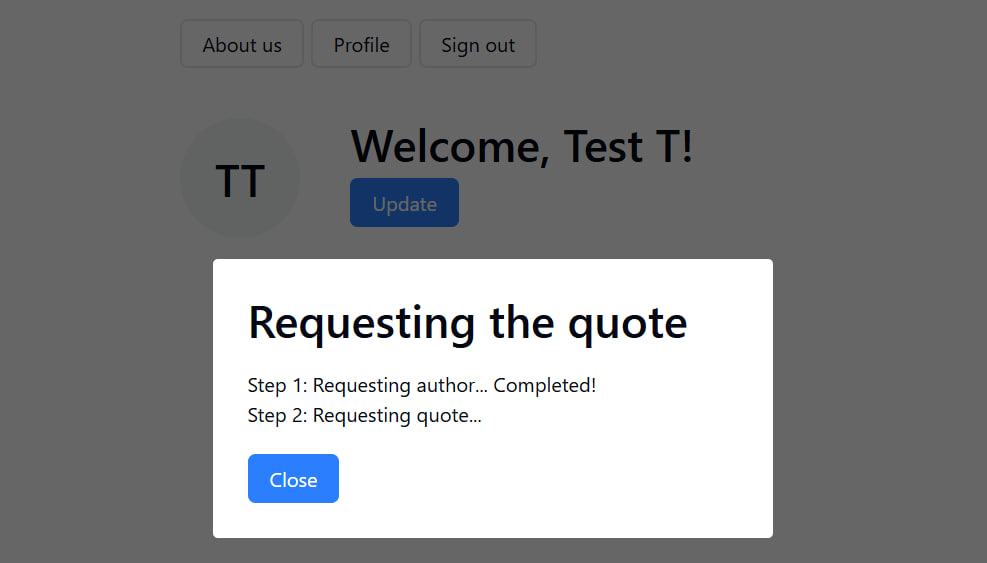 About us Profile Sign out
TT
Welcome, Test T!
Update
Requesting the quote
Step 1: Requesting author... Completed!
Step 2: Requesting quote...
Close